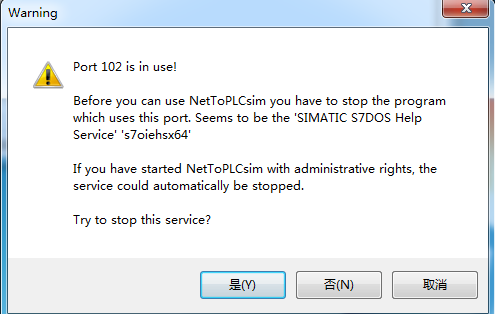 Warning
Port 102 is in use!
Before you can use NetToPLCsim you have to stop the program
which uses this port. Seems to be the 'SIMATIC S7DOS Help
Service' 's7oiehsx64'
If you have started NetToPLCsim with administrative rights, the
service could automatically be stopped.
Try to stop this service?
是(Y) 否(N) 取消